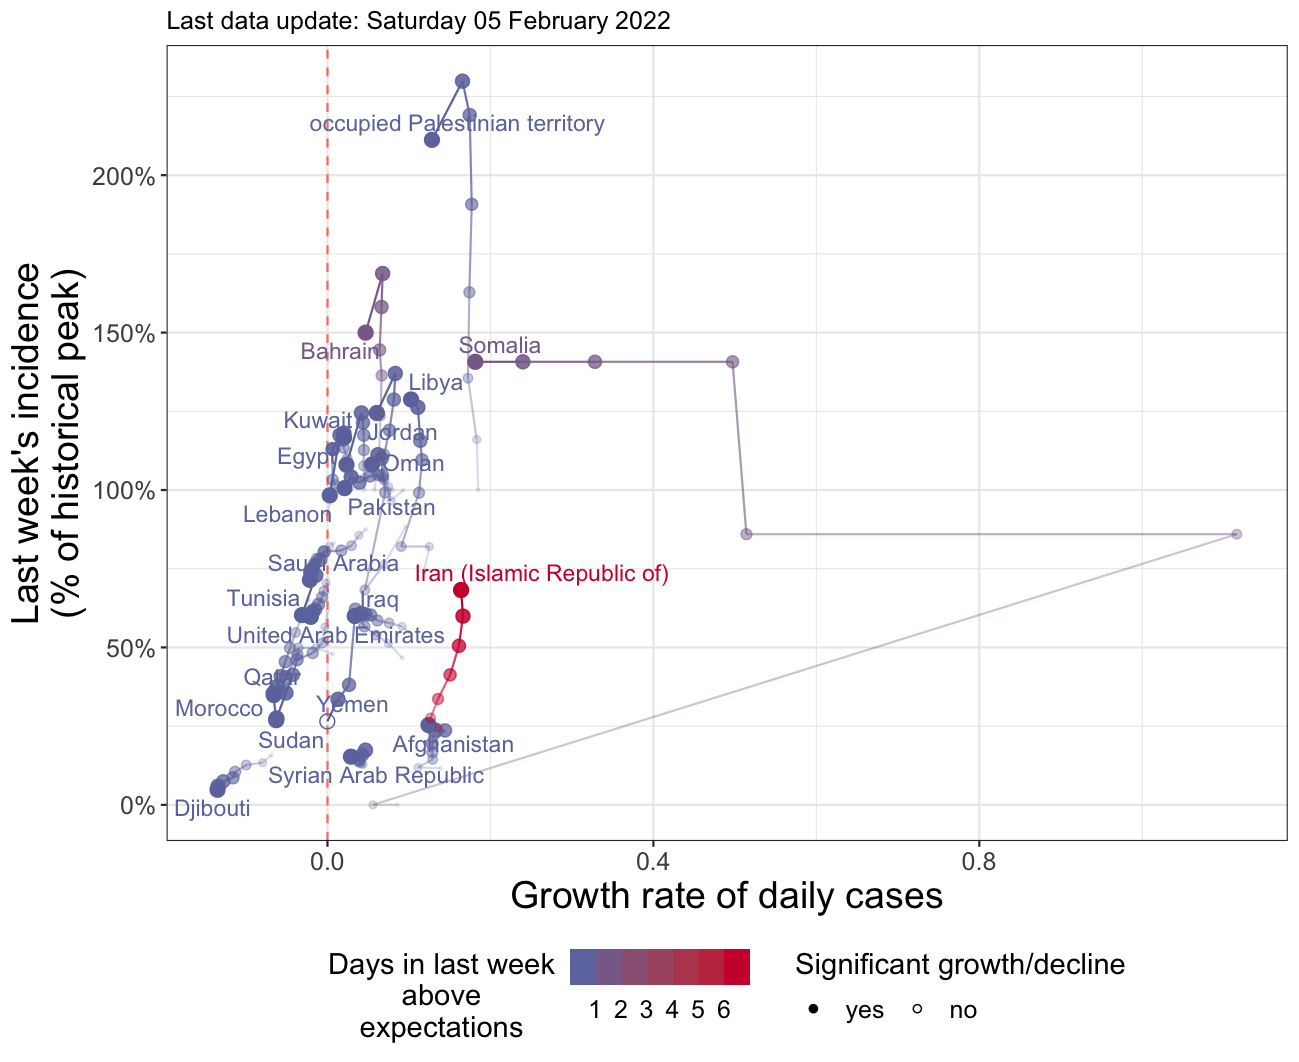 Last data update: Saturday 05 February 2022
Last week's incidence
(% of historical peak)
200%
150%
100%
50%
0%
occupied Palestinian territory
Bahrain
Somalia
Libya
Kuwait
Jordan
Egypt
Oman
Lebanon
Pakistan
Saudi Arabia
Iran (Islamic Republic of)
Tunisia
Iraq
United Arab Emirates
Qatar
Morocco
Yemen
Sudan
Afghanistan
Syrian Arab Republic
Djibouti
0.0
0.4
0.8
Growth rate of daily cases
Days in last week
above
expectations
1 2 3 4 5 6
Significant growth/decline
yes
no